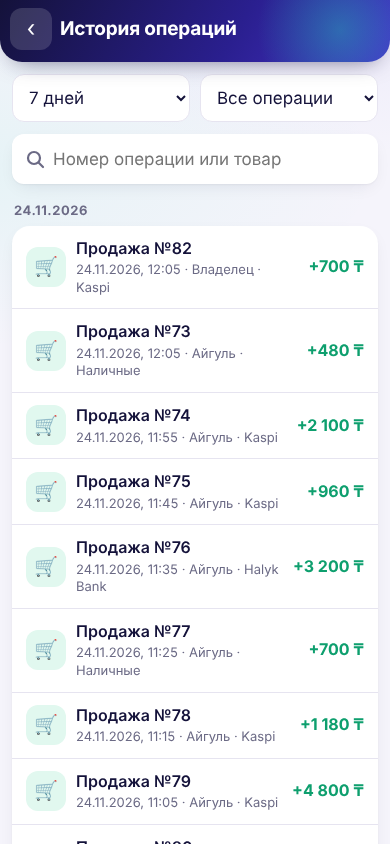 История операций
7 дней
Все операции
Номер операции или товар
24.11.2026
Продажа №82
24.11.2026, 12:05 · Владелец ·
Kaspi
+700 ₸
Продажа №73
24.11.2026, 12:05 · Айгуль ·
Наличные
+480 ₸
Продажа №74
24.11.2026, 11:55 · Айгуль · Kaspi
+2 100 ₸
Продажа №75
24.11.2026, 11:45 · Айгуль · Kaspi
+960 ₸
Продажа №76
24.11.2026, 11:35 · Айгуль · Halyk
Bank
+3 200 ₸
Продажа №77
24.11.2026, 11:25 · Айгуль ·
Наличные
+700 ₸
Продажа №78
24.11.2026, 11:15 · Айгуль · Kaspi
+1 180 ₸
Продажа №79
24.11.2026, 11:05 · Айгуль · Kaspi
+4 800 ₸